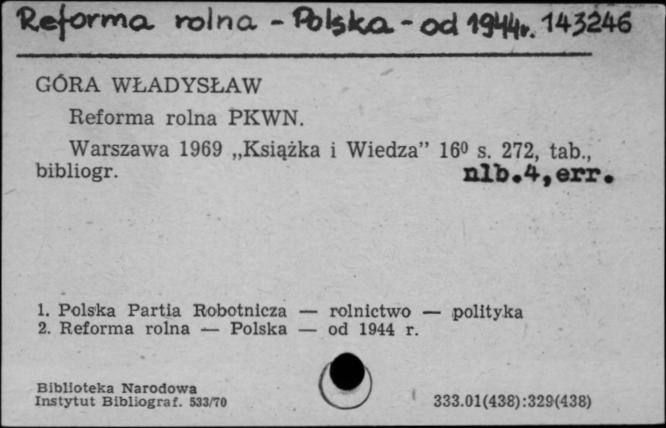 Reforma rolna - Polska - od 1944r. 143246
GÓRA WŁADYSŁAW
Reforma rolna PKWN.
Warszawa 1969 „Książka i Wiedza” 16⁰ s. 272, tab.,
bibliogr. nlb.4,err.
1. Polska Partia Robotnicza — rolnictwo — polityka
2. Reforma rolna — Polska — od 1944 r.
Biblioteka Narodowa
Instytut Bibliograf. 533/70 333.01(438):329(438)